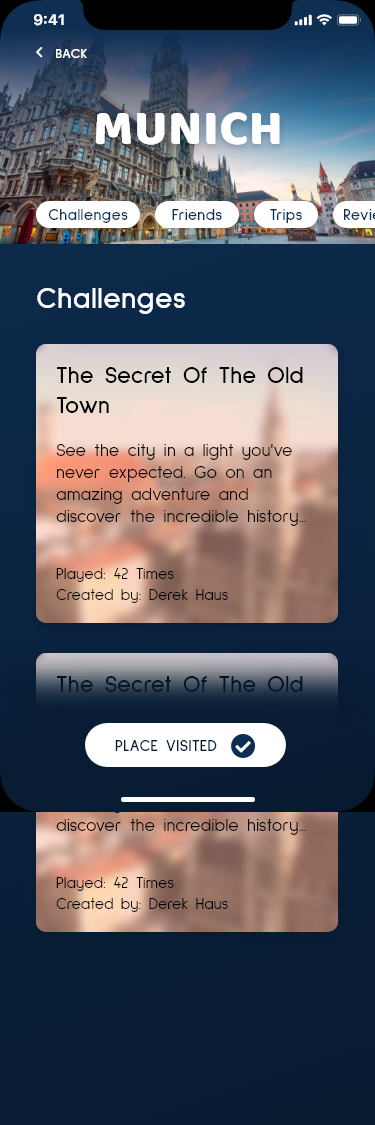 9:41
BACK
MUNICH
Challenges
Friends
Trips
Revie
Challenges
The Secret Of The Old
Town
See the city in a light you've
never expected. Go on an
amazing adventure and
discover the incredible history...
Played: 42 Times
Created by: Derek Haus
The Secret Of The Old
PLACE VISITED
discover the incredible history...
Played: 42 Times
Created by: Derek Haus